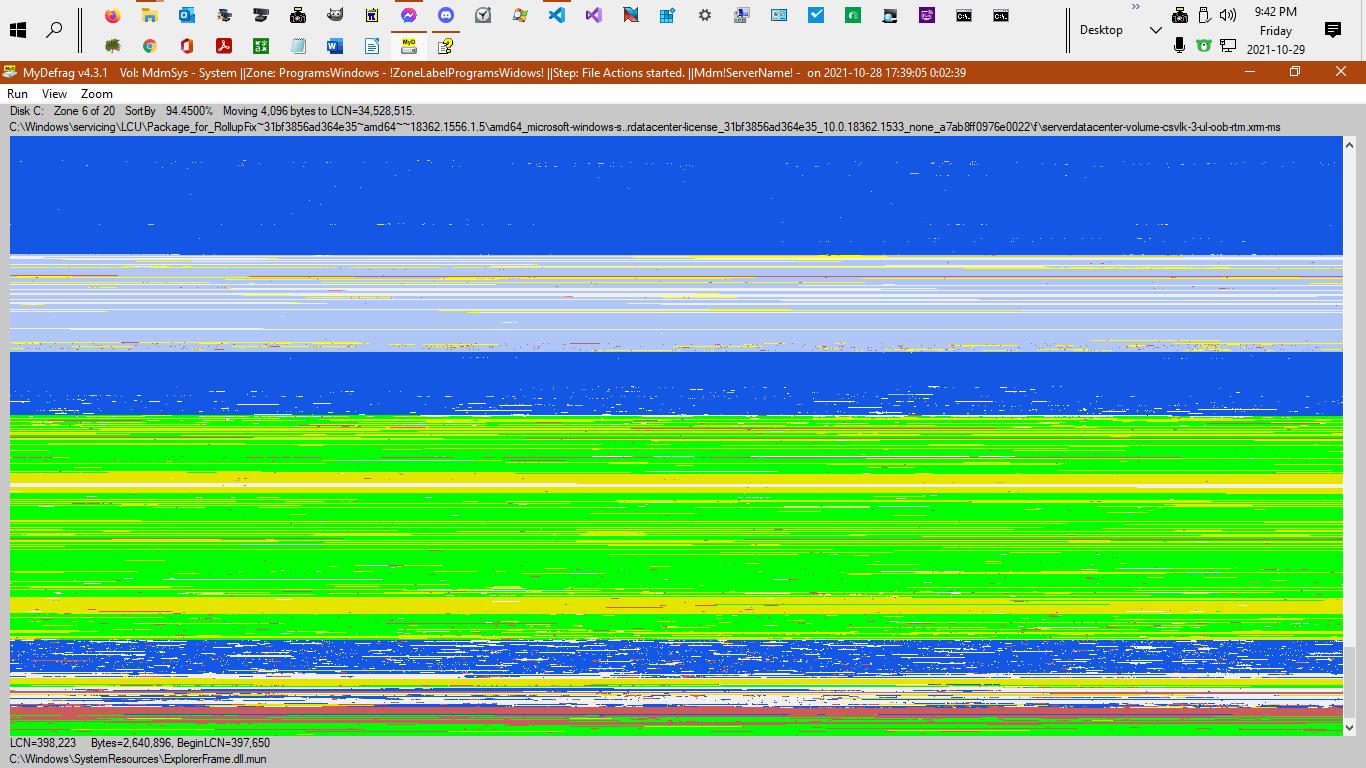 9:42 PM
Desktop
Friday
2021-10-29
MyDefrag v4.3.1 Vol: MdmSys - System ||Zone: ProgramsWindows - !ZoneLabelProgramsWidows! ||Step: File Actions started. ||Mdm!ServerName! - on 2021-10-28 17:39:05 0:02:39
Run View Zoom
Disk C: Zone 6 of 20 SortBy 94.4500% Moving 4,096 bytes to LCN=34,528,515.
C:\Windows\servicing\LCU\Package_for_RollupFix~31bf3856ad364e35~amd64~~18362.1556.1.5\amd64_microsoft-windows-s..rdatacenter-license_31bf3856ad364e35_10.0.18362.1533_none_a7ab8ff0976e0022\f\serverdatacenter-volume-csvlk-3-ul-oob-rtm.xrm-ms
LCN=398,223 Bytes=2,640,896, BeginLCN=397,650
C:\Windows\SystemResources\ExplorerFrame.dll.mun